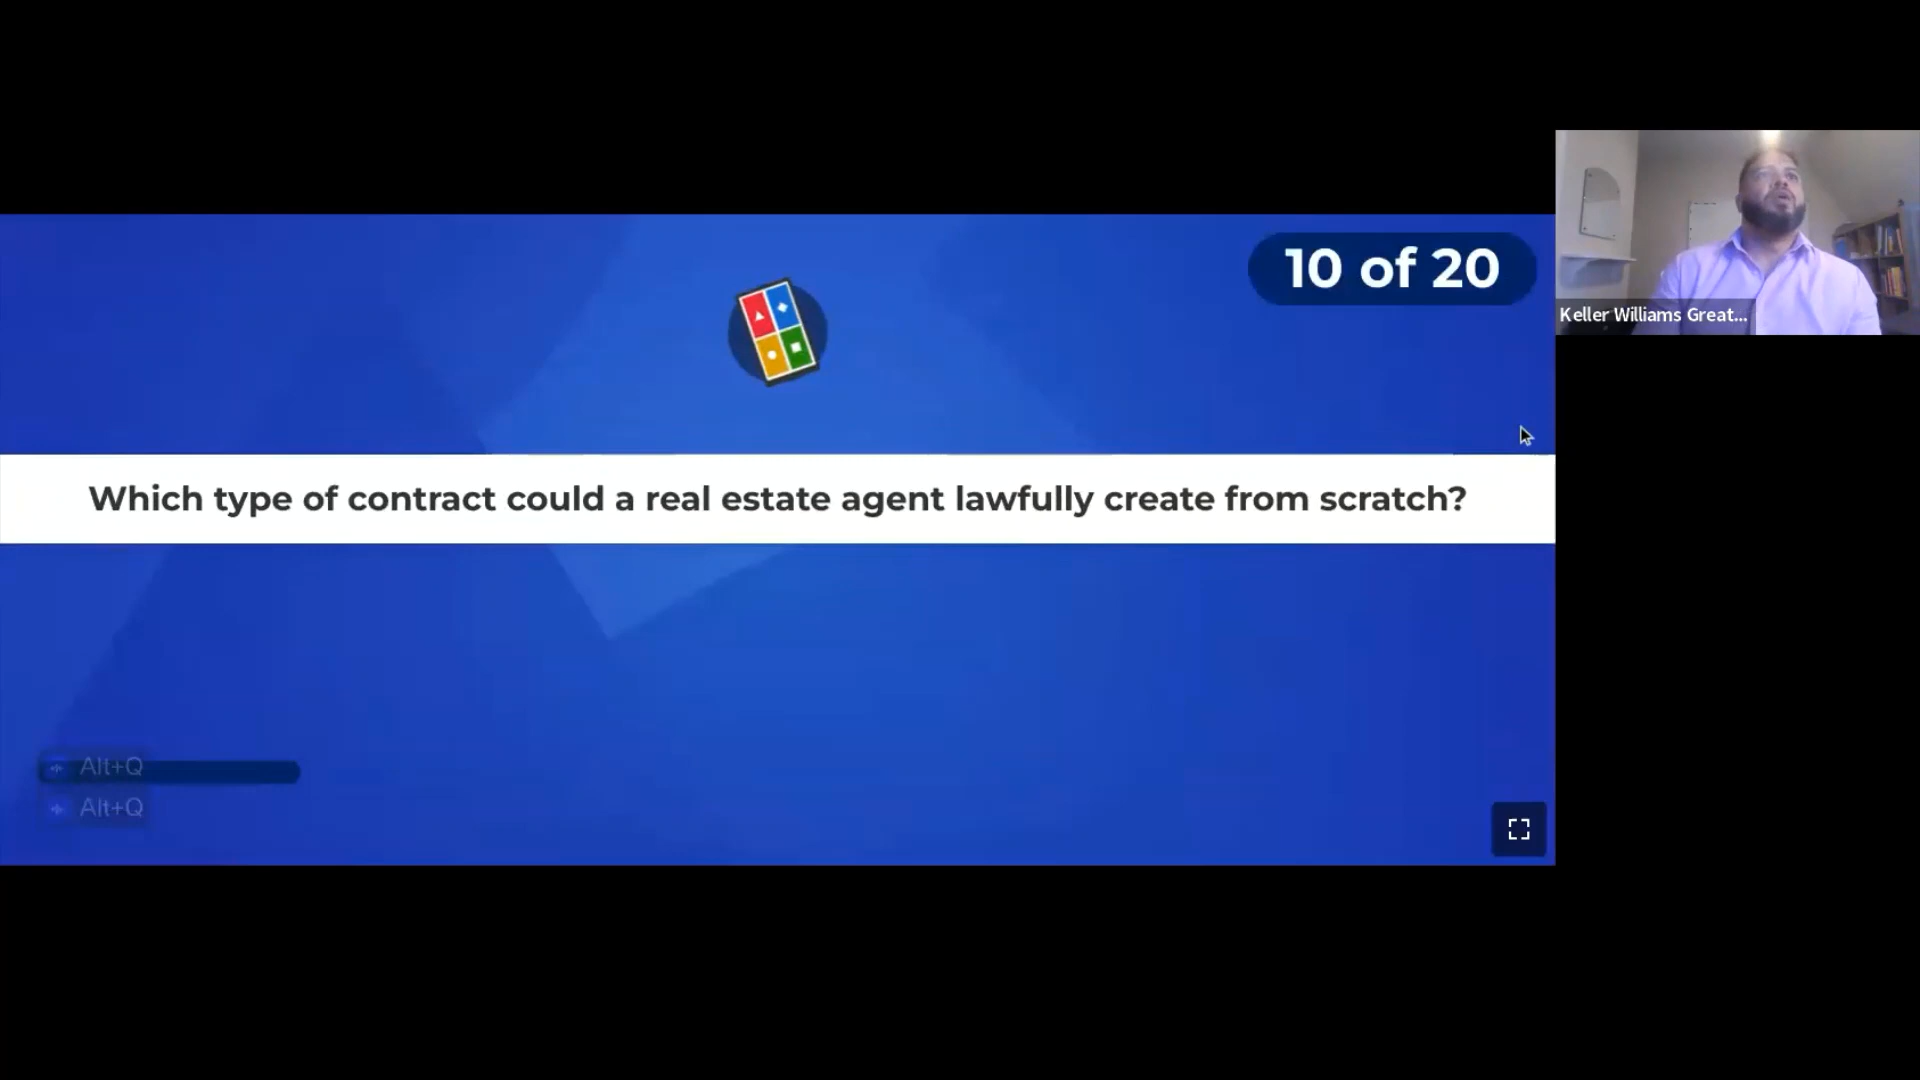 10 of 20
Keller Williams Great...
Which type of contract could a real estate agent lawfully create from scratch?
Alt+Q
Alt+Q